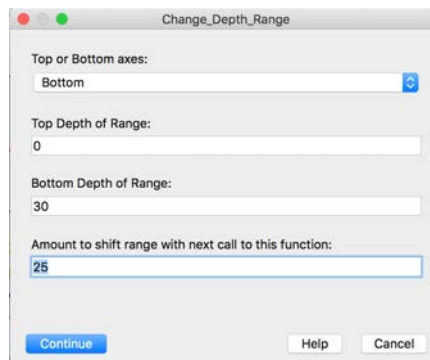 Change_Depth_Range
Top or Bottom axes:
Bottom
Top Depth of Range:
0
Bottom Depth of Range:
30
Amount to shift range with next call to this function:
25
Continue Help Cancel